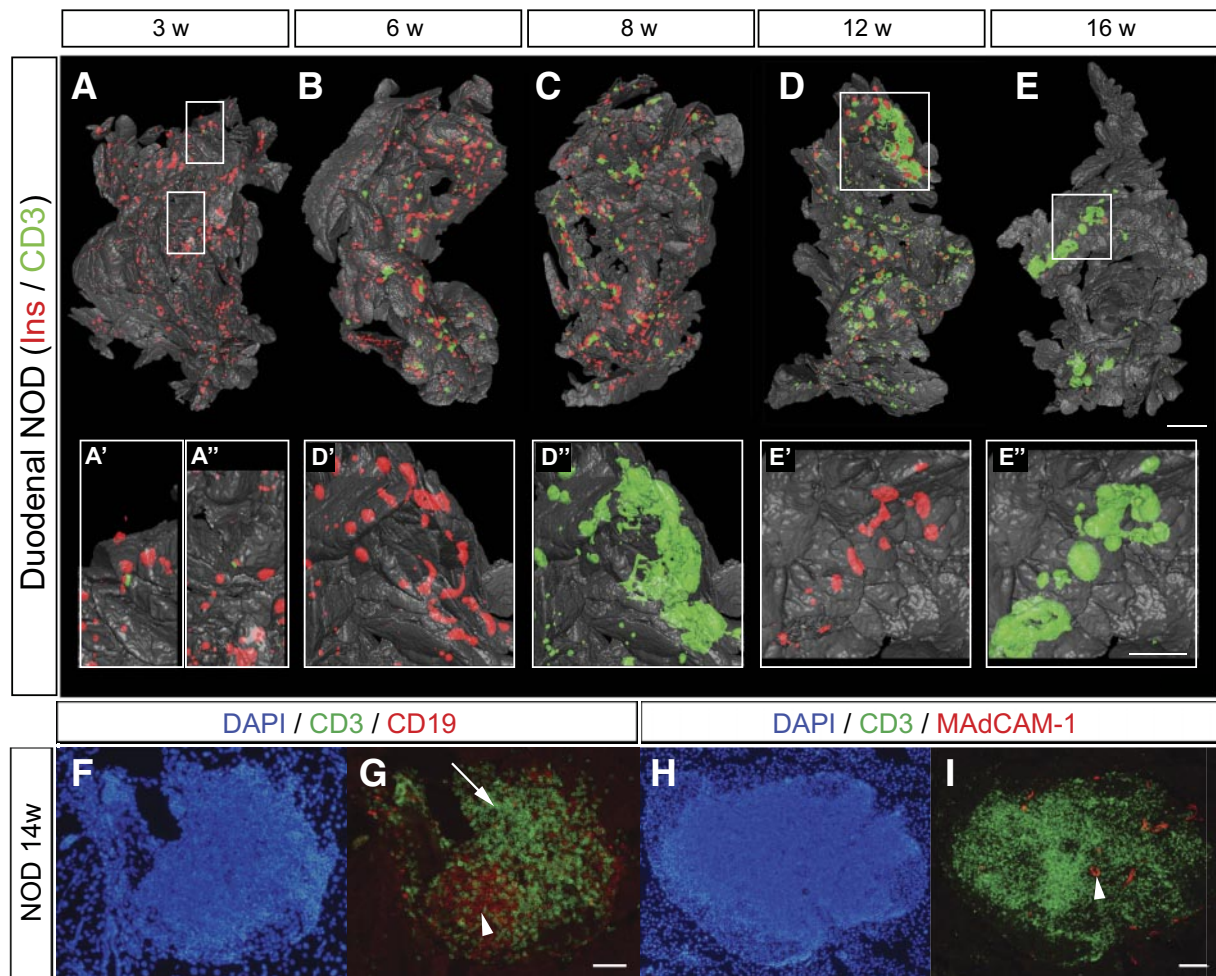 3 w
6 w
8 w
12 w
16 w
Duodenal NOD (Ins / CD3)
A
B
C
D
E
A'
A''
D'
D''
E'
E''
DAPI / CD3 / CD19
DAPI / CD3 / MAdCAM-1
NOD 14w
F
G
H
I